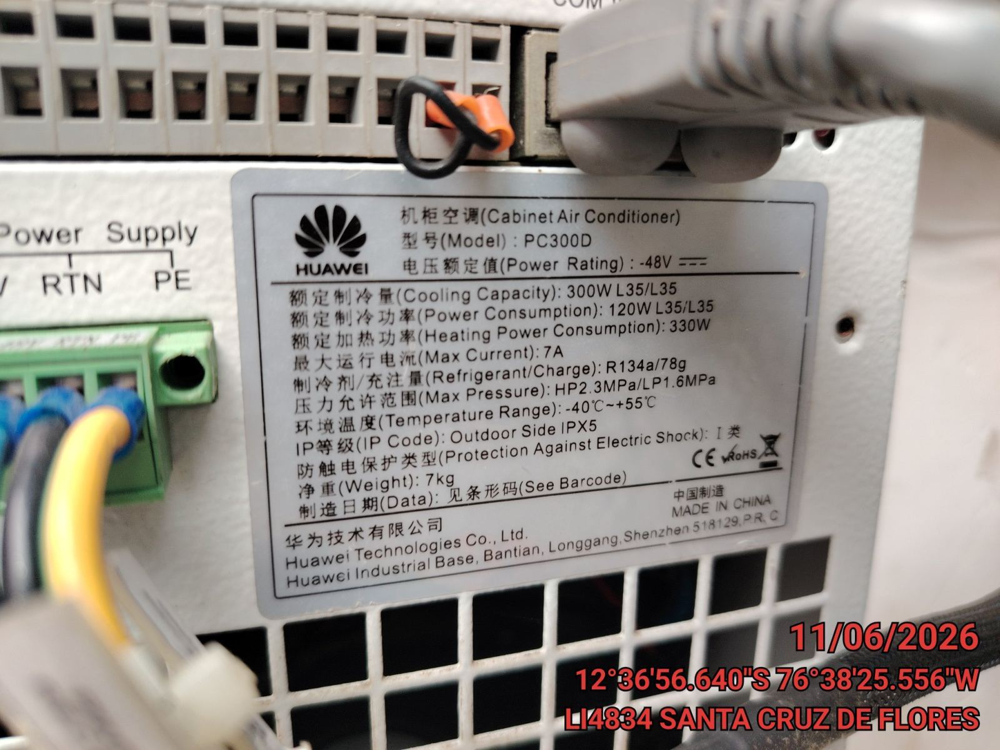 COM
Power Supply
RTN PE
HUAWEI
机柜空调(Cabinet Air Conditioner)
型号(Model) : PC300D
电压额定值(Power Rating) : -48V
额定制冷量(Cooling Capacity): 300W L35/L35
额定制冷功率(Power Consumption): 120W L35/L35
额定加热功率(Heating Power Consumption): 330W
最大运行电流(Max Current): 7A
制冷剂/充注量(Refrigerant/Charge): R134a/78g
压力允许范围(Max Pressure): HP2.3MPa/LP1.6MPa
环境温度(Temperature Range): -40℃~+55℃
IP等级(IP Code): Outdoor Side IPX5
防触电保护类型(Protection Against Electric Shock): I 类
净重(Weight): 7kg
CE RoHS
制造日期(Data): 见条形码(See Barcode)
中国制造
MADE IN CHINA
华为技术有限公司
Huawei Technologies Co., Ltd.
Huawei Industrial Base, Bantian, Longgang, Shenzhen 518129, P.R. C
11/06/2026
12°36'56.640"S 76°38'25.556"W
LI4834 SANTA CRUZ DE FLORES